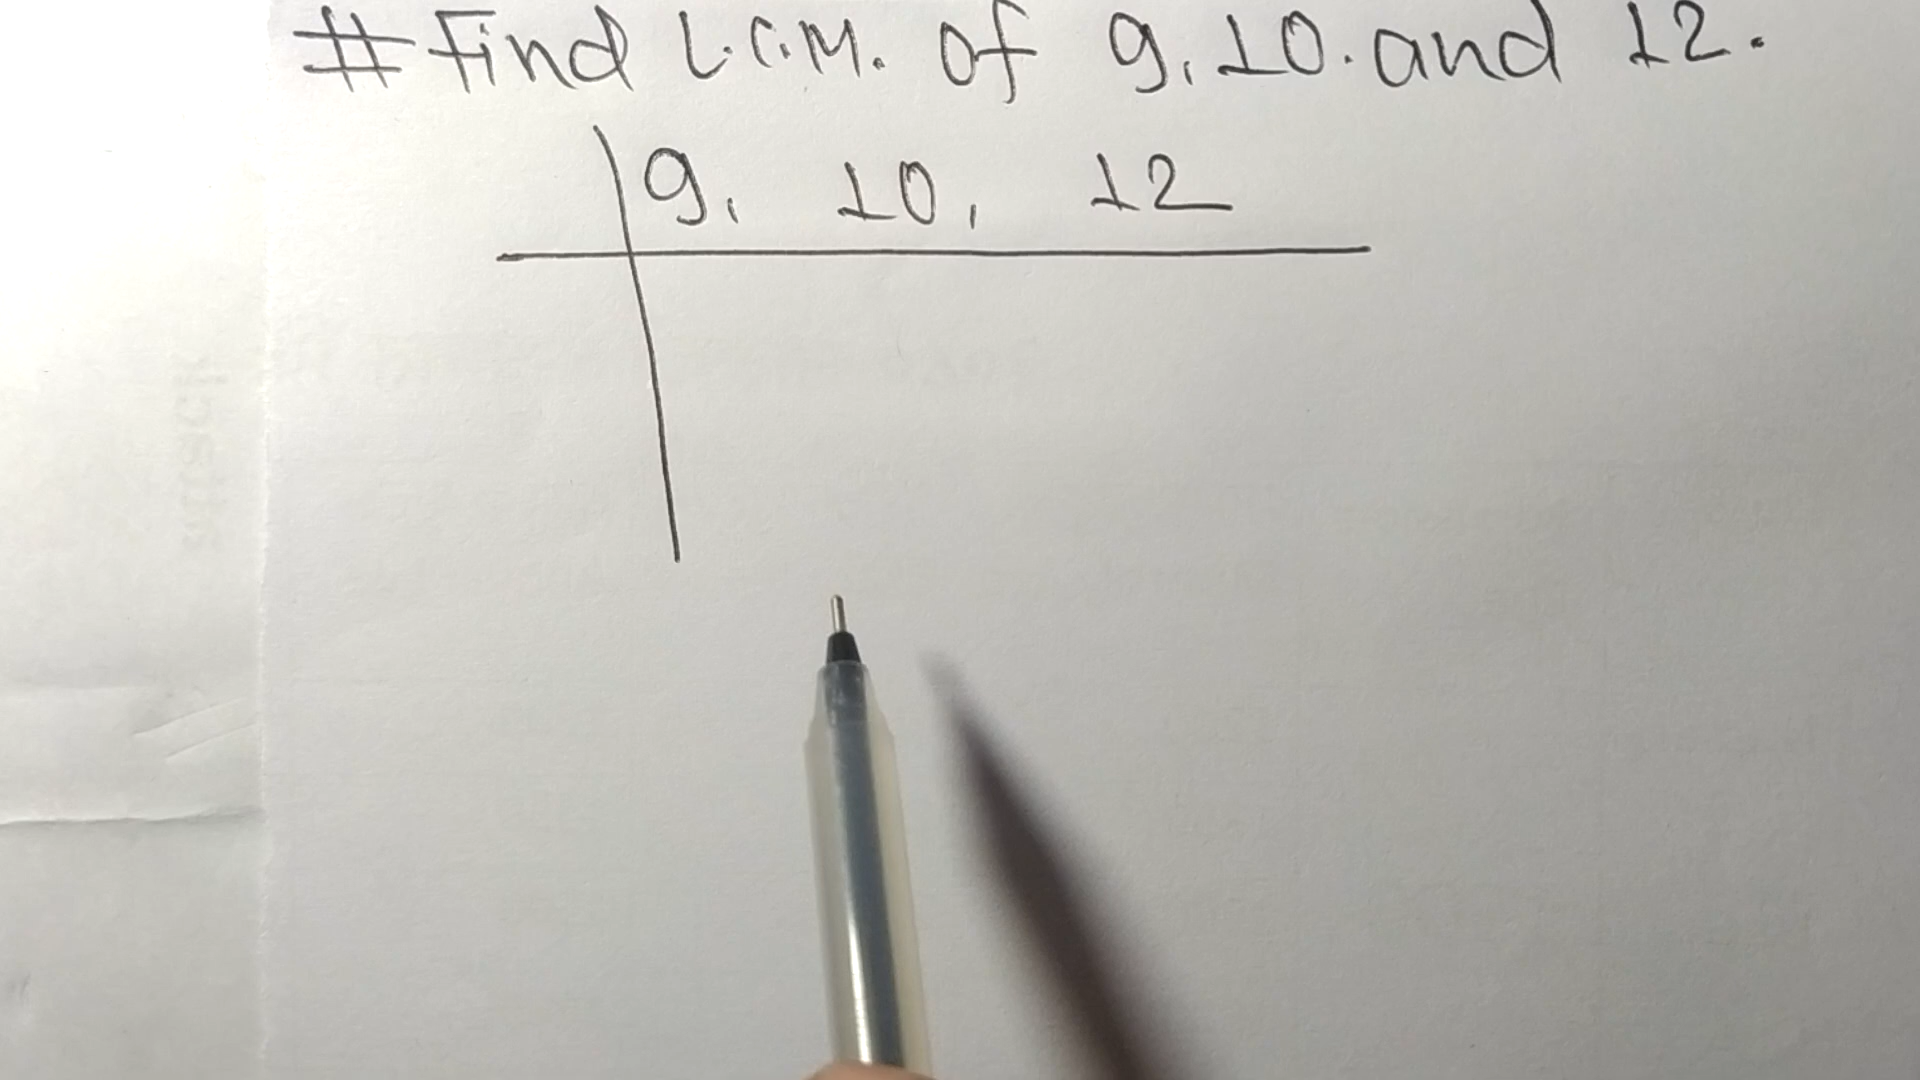 # Find L.C.M. of 9, 10. and 12.
9, 10, 12